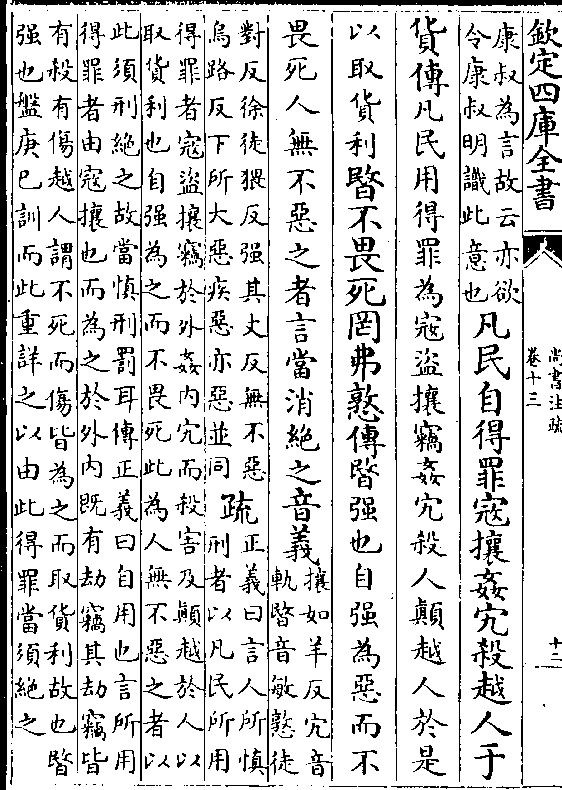 欽定四庫全書
尚書注疏
卷十三
十二
康叔為言故云亦欲
令康叔明識此意也
凡民自得罪寇攘姦宄殺越人于
貨傳凡民用得罪為寇盜攘竊姦宄殺人顛越人於是
以取貨利暋不畏死罔弗憝傳暋强也自强為惡而不
畏死人無不惡之者言當消絶之音義
攘如羊反宄音
軌暋音敏憝徒
對反徐徒猥反强其丈反無不惡
烏路反下所大惡疾惡亦惡並同
疏
正義曰言人所慎
刑者以凡民所用
得罪者寇盜攘竊於外姦内宄而殺害及顛越於人以
取貨利也自强為之而不畏死此為人無不惡之者以
此須刑絶之故當慎刑罰耳傳正義曰自用也言所用
得罪者由寇攘也而為之於外内既有劫竊其劫竊皆
有殺有傷越人謂不死而傷皆為之而取貨利故也暋
强也盤庚已訓而此重詳之以由此得罪當須絶之